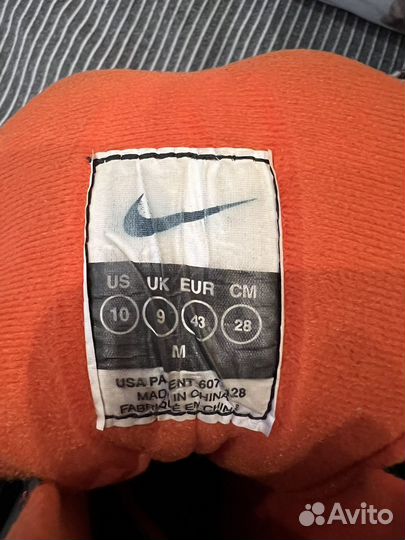 US UK EUR CM
10 9 43 28
M
USA PATENT 607
MADE IN CHINA 28
FABRIQUE EN CHINE
Avito